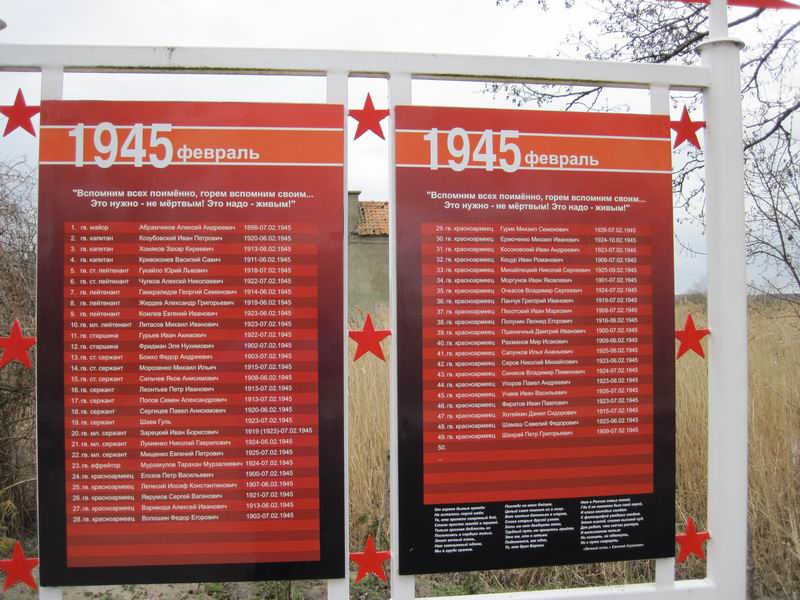 1945 февраль
"Вспомним всех поимённо, горем вспомним своим...
Это нужно - не мёртвым! Это надо - живым!"
1. гв. майор Абрамчиков Алексей Андреевич 1898-07.02.1945
2. гв. капитан Козубовский Иван Петрович 1920-06.02.1945
3. гв. капитан Хомяков Захар Киреевич 1913-06.02.1945
4. гв. капитан Кривоконев Василий Савич 1911-06.02.1945
5. гв. ст. лейтенант Гукайло Юрий Львович 1918-07.02.1945
6. гв. ст. лейтенант Чупков Алексей Николаевич 1922-07.02.1945
7. гв. лейтенант Гамкралидзе Георгий Семенович 1914-06.02.1945
8. гв. лейтенант Жердев Александр Григорьевич 1919-06.02.1945
9. гв. лейтенант Комлев Евгений Иванович 1923-06.02.1945
10. гв. мл. лейтенант Литасов Михаил Иванович 1923-07.02.1945
11. гв. старшина Гурьев Иван Акимович 1902-07.02.1945
12. гв. старшина Фридман Эля Нухимович 1902-07.02.1945
13. гв. ст. сержант Божко Федор Андреевич 1903-07.02.1945
14. гв. ст. сержант Морозенко Михаил Ильич 1915-07.02.1945
15. гв. ст. сержант Сильчев Яков Анисимович 1908-06.02.1945
16. гв. сержант Леонтьев Петр Иванович 1913-07.02.1945
17. гв. сержант Попов Семен Александрович 1913-07.02.1945
18. гв. сержант Сергицев Павел Анисимович 1920-06.02.1945
19. гв. сержант Шаев Гуль 1923-07.02.1945
20. гв. мл. сержант Зарецкий Иван Борисович 1919 (1923)-07.02.1945
21. гв. мл. сержант Лукиенко Николай Гаврилович 1924-05.02.1945
22. гв. мл. сержант Мищенко Евгений Петрович 1925-07.02.1945
23. гв. ефрейтор Мурзакулов Тарахан Мурзапиевич 1924-07.02.1945
24. гв. красноармеец Егозов Петр Васильевич 1900-07.02.1945
25. гв. красноармеец Лепесий Иосиф Константинович 1907-06.02.1945
26. гв. красноармеец Яврумов Сергей Ваганович 1921-07.02.1945
27. гв. красноармеец Варивода Алексей Иванович 1913-06.02.1945
28. гв. красноармеец Волошин Федор Егорович 1902-07.02.1945
1945 февраль
"Вспомним всех поимённо, горем вспомним своим...
Это нужно - не мёртвым! Это надо - живым!"
29. гв. красноармеец Гурик Михаил Семенович 1926-07.02.1945
30. гв. красноармеец Ермоченко Михаил Иванович 1924-10.02.1945
31. гв. красноармеец Косоковский Иван Андреевич 1923-07.02.1945
32. гв. красноармеец Коцур Иван Романович 1906-07.02.1945
33. гв. красноармеец Михайлецкий Николай Сергеевич 1925-09.02.1945
34. гв. красноармеец Моргунов Иван Яковлевич 1901-07.02.1945
35. гв. красноармеец Очкасов Владимир Сергеевич 1924-07.02.1945
36. гв. красноармеец Панчук Григорий Иванович 1919-07.02.1945
37. гв. красноармеец Пехотский Иван Маркович 1908-07.02.1945
38. гв. красноармеец Попунин Леонид Егорович 1916-06.02.1945
39. гв. красноармеец Пшеничный Дмитрий Иванович 1900-07.02.1945
40. гв. красноармеец Рахманов Мир Исакович 1909-06.02.1945
41. гв. красноармеец Сапунков Илья Ананьевич 1925-06.02.1945
42. гв. красноармеец Серов Николай Михайлович 1923-06.02.1945
43. гв. красноармеец Синяков Владимир Пименович 1924-07.02.1945
44. гв. красноармеец Упоров Павел Андреевич 1923-08.02.1945
45. гв. красноармеец Учаев Иван Васильевич 1926-07.02.1945
46. гв. красноармеец Фиратов Иван Павлович 1923-07.02.1945
47. гв. красноармеец Хотейкин Данил Сидорович 1915-07.02.1945
48. гв. красноармеец Шамаш Савелий Федорович 1923-06.02.1945
49. гв. красноармеец Шахрай Петр Григорьевич 1909-07.02.1945
50.
...